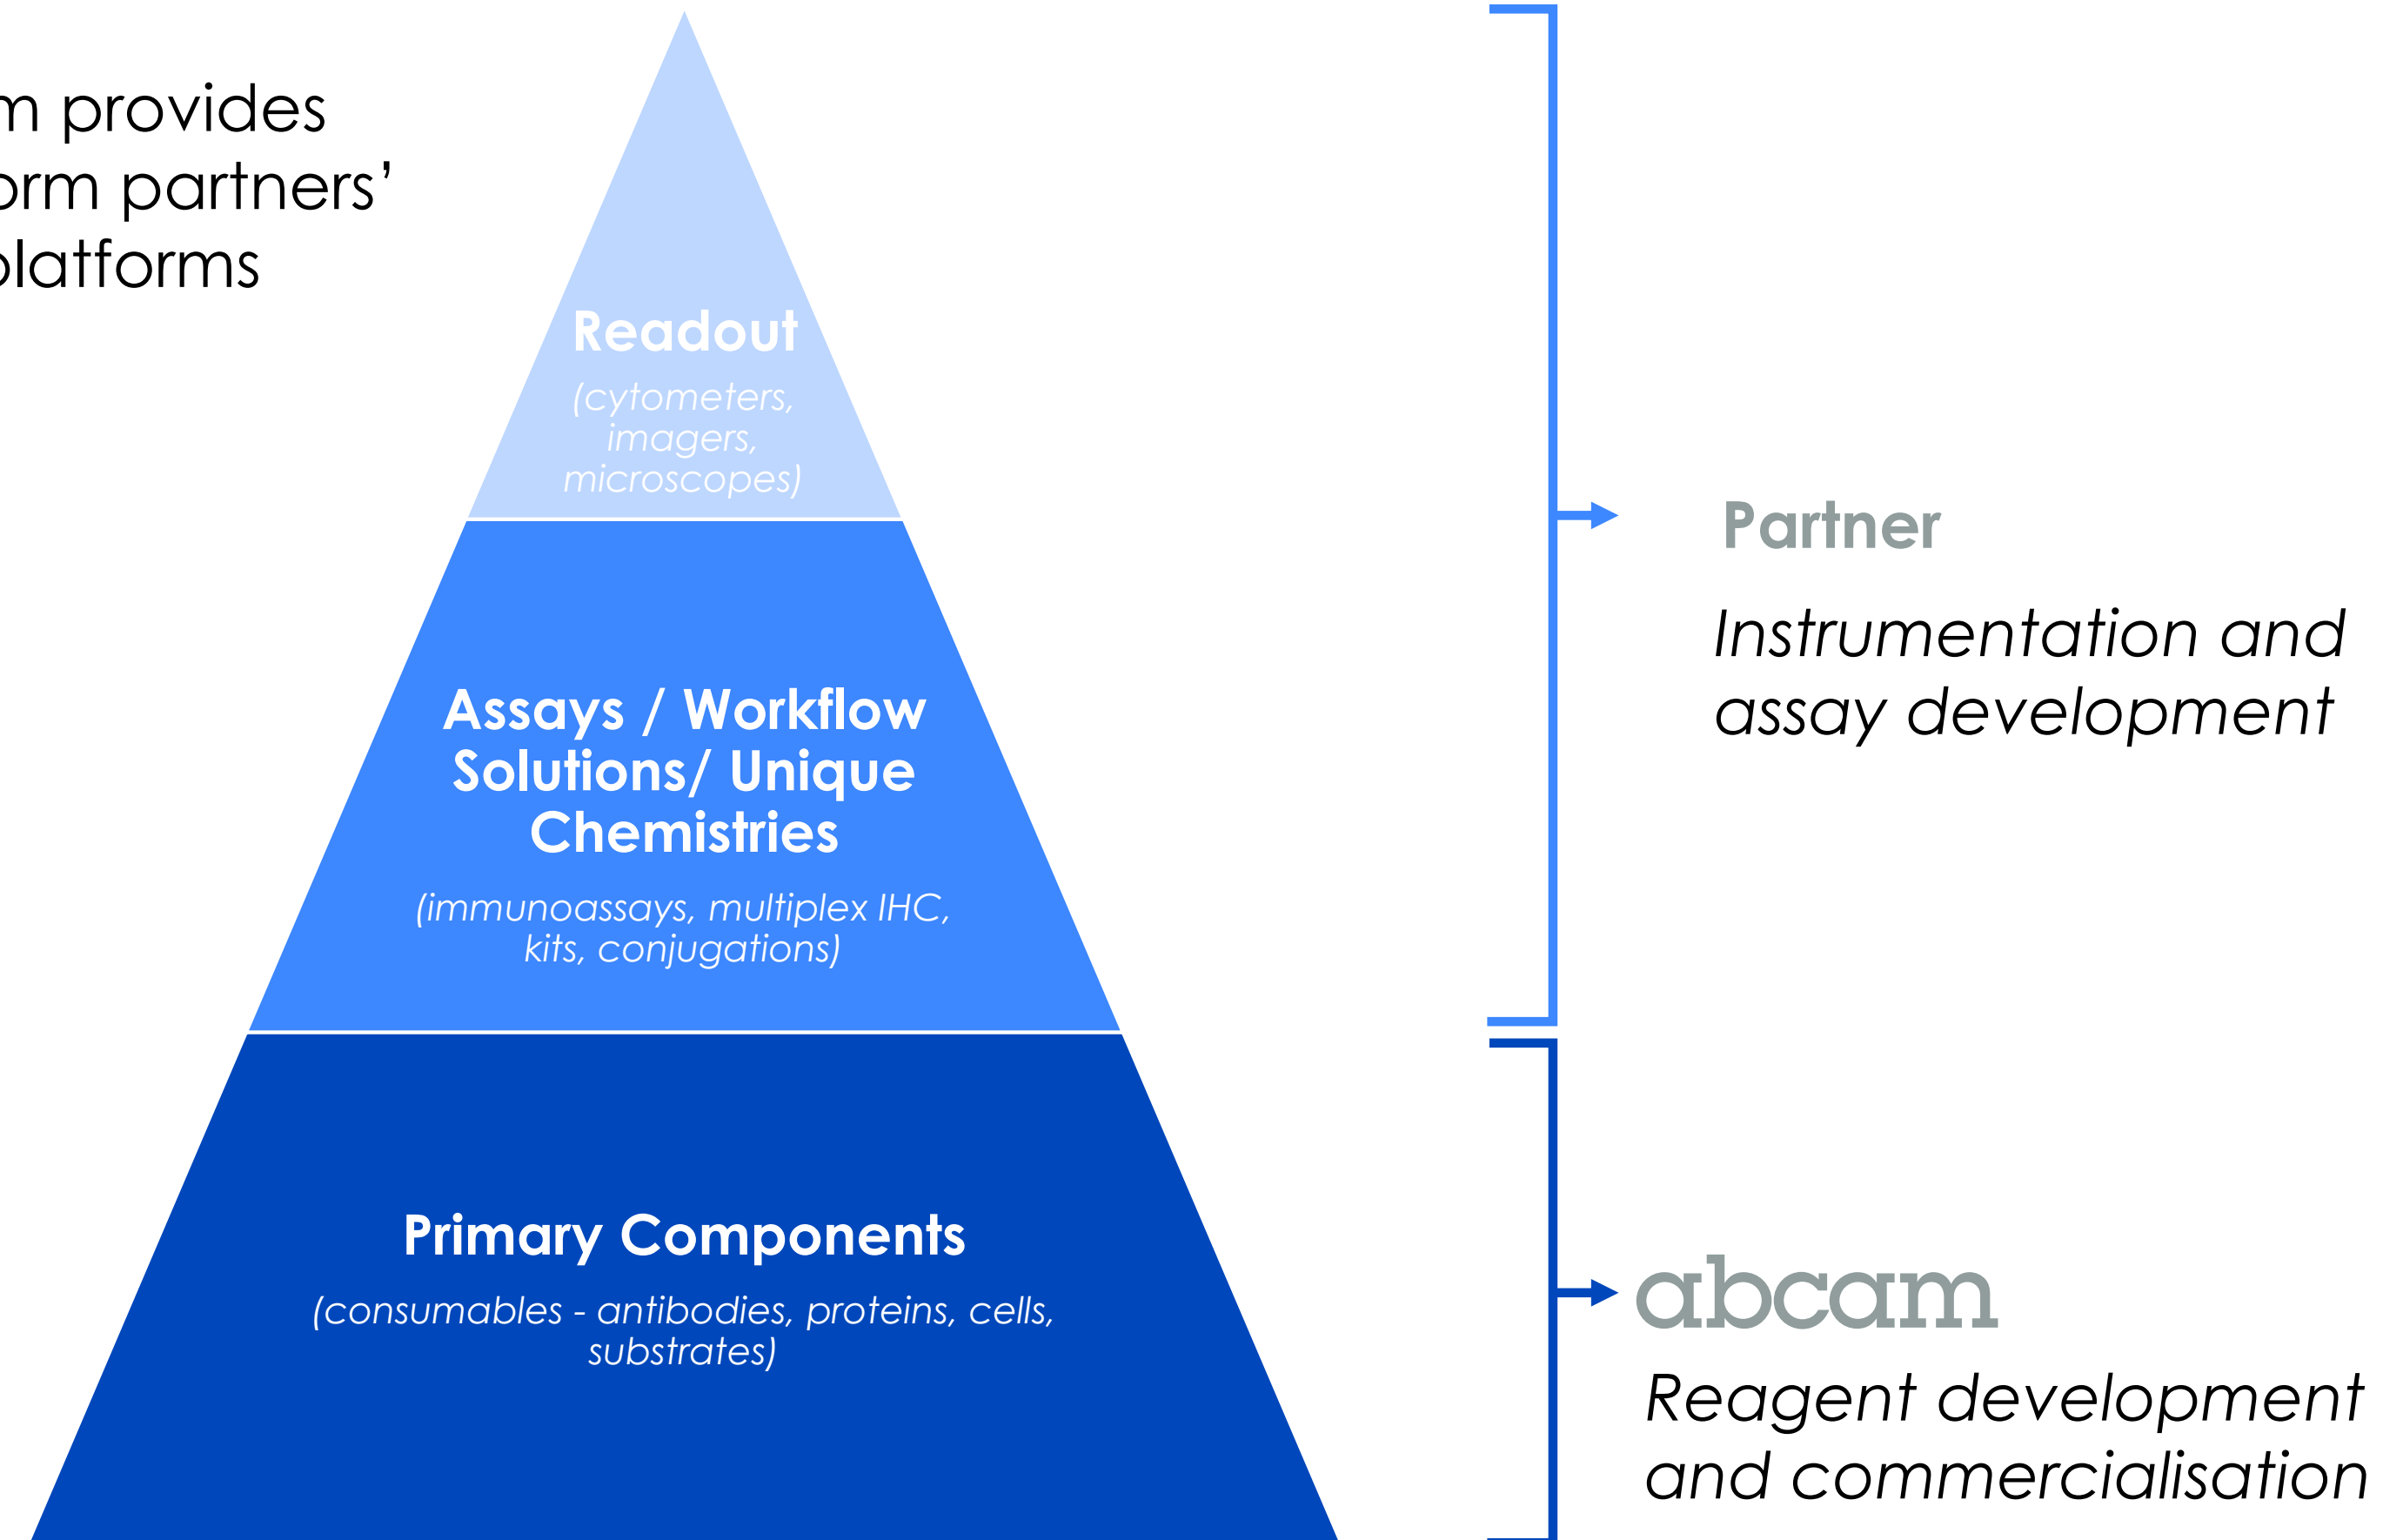 m provides
orm partners’
platforms
Readout
(cytometers,
imagers,
microscopes)
Assays / Workflow
Solutions/ Unique
Chemistries
(immunoassays, multiplex IHC,
kits, conjugations)
Primary Components
(consumables - antibodies, proteins, cells,
substrates)
Partner
Instrumentation and
assay development
abcam
Reagent development
and commercialisation